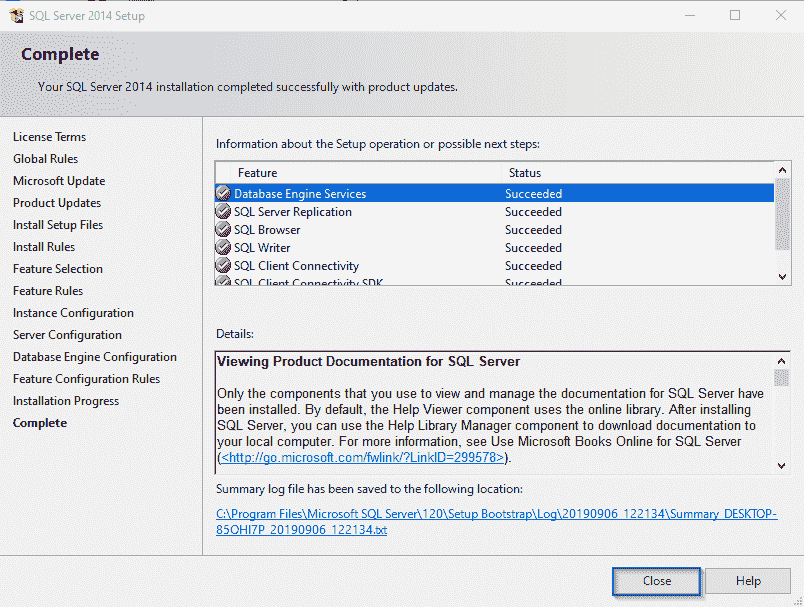 SQL Server 2014 Setup
Complete
Your SQL Server 2014 installation completed successfully with product updates.
License Terms
Global Rules
Microsoft Update
Product Updates
Install Setup Files
Install Rules
Feature Selection
Feature Rules
Instance Configuration
Server Configuration
Database Engine Configuration
Feature Configuration Rules
Installation Progress
Complete
Information about the Setup operation or possible next steps:
Feature Status
Database Engine Services Succeeded
SQL Server Replication Succeeded
SQL Browser Succeeded
SQL Writer Succeeded
SQL Client Connectivity Succeeded
SQL Client Connectivity SDK Succeeded
Details:
Viewing Product Documentation for SQL Server
Only the components that you use to view and manage the documentation for SQL Server have
been installed. By default, the Help Viewer component uses the online library. After installing
SQL Server, you can use the Help Library Manager component to download documentation to
your local computer. For more information, see Use Microsoft Books Online for SQL Server
(<http://go.microsoft.com/fwlink/?LinkID=299578>).
Summary log file has been saved to the following location:
C:\Program Files\Microsoft SQL Server\120\Setup Bootstrap\Log\20190906_122134\Summary_DESKTOP-
85OHI7P_20190906_122134.txt
Close
Help